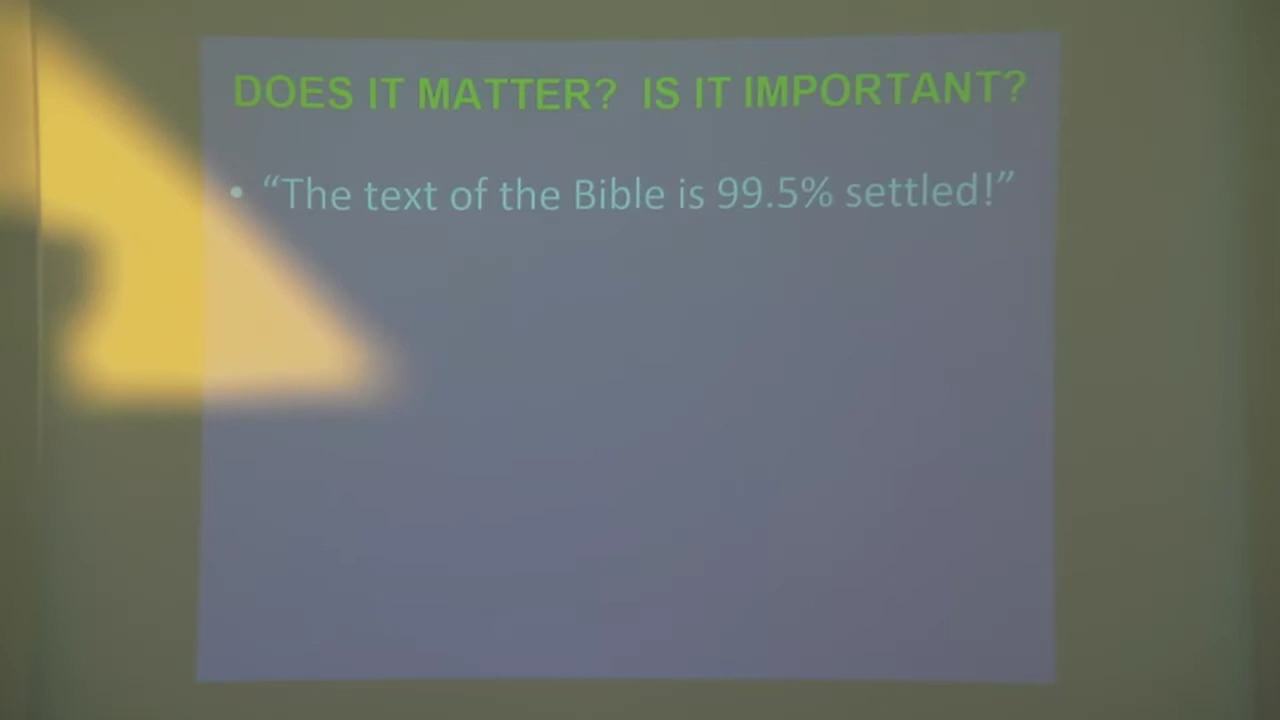 DOES IT MATTER? IS IT IMPORTANT?
• “The text of the Bible is 99.5% settled!”